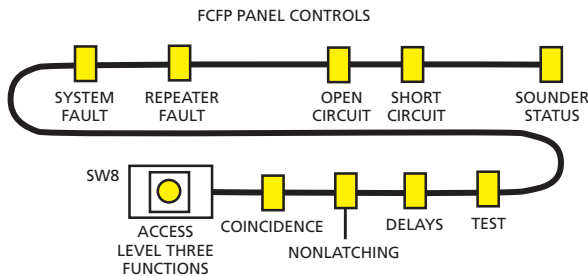 FCFP PANEL CONTROLS
SYSTEM
FAULT
REPEATER
FAULT
OPEN
CIRCUIT
SHORT
CIRCUIT
SOUNDER
STATUS
SW8
ACCESS
LEVEL THREE
FUNCTIONS
COINCIDENCE
NONLATCHING
DELAYS
TEST